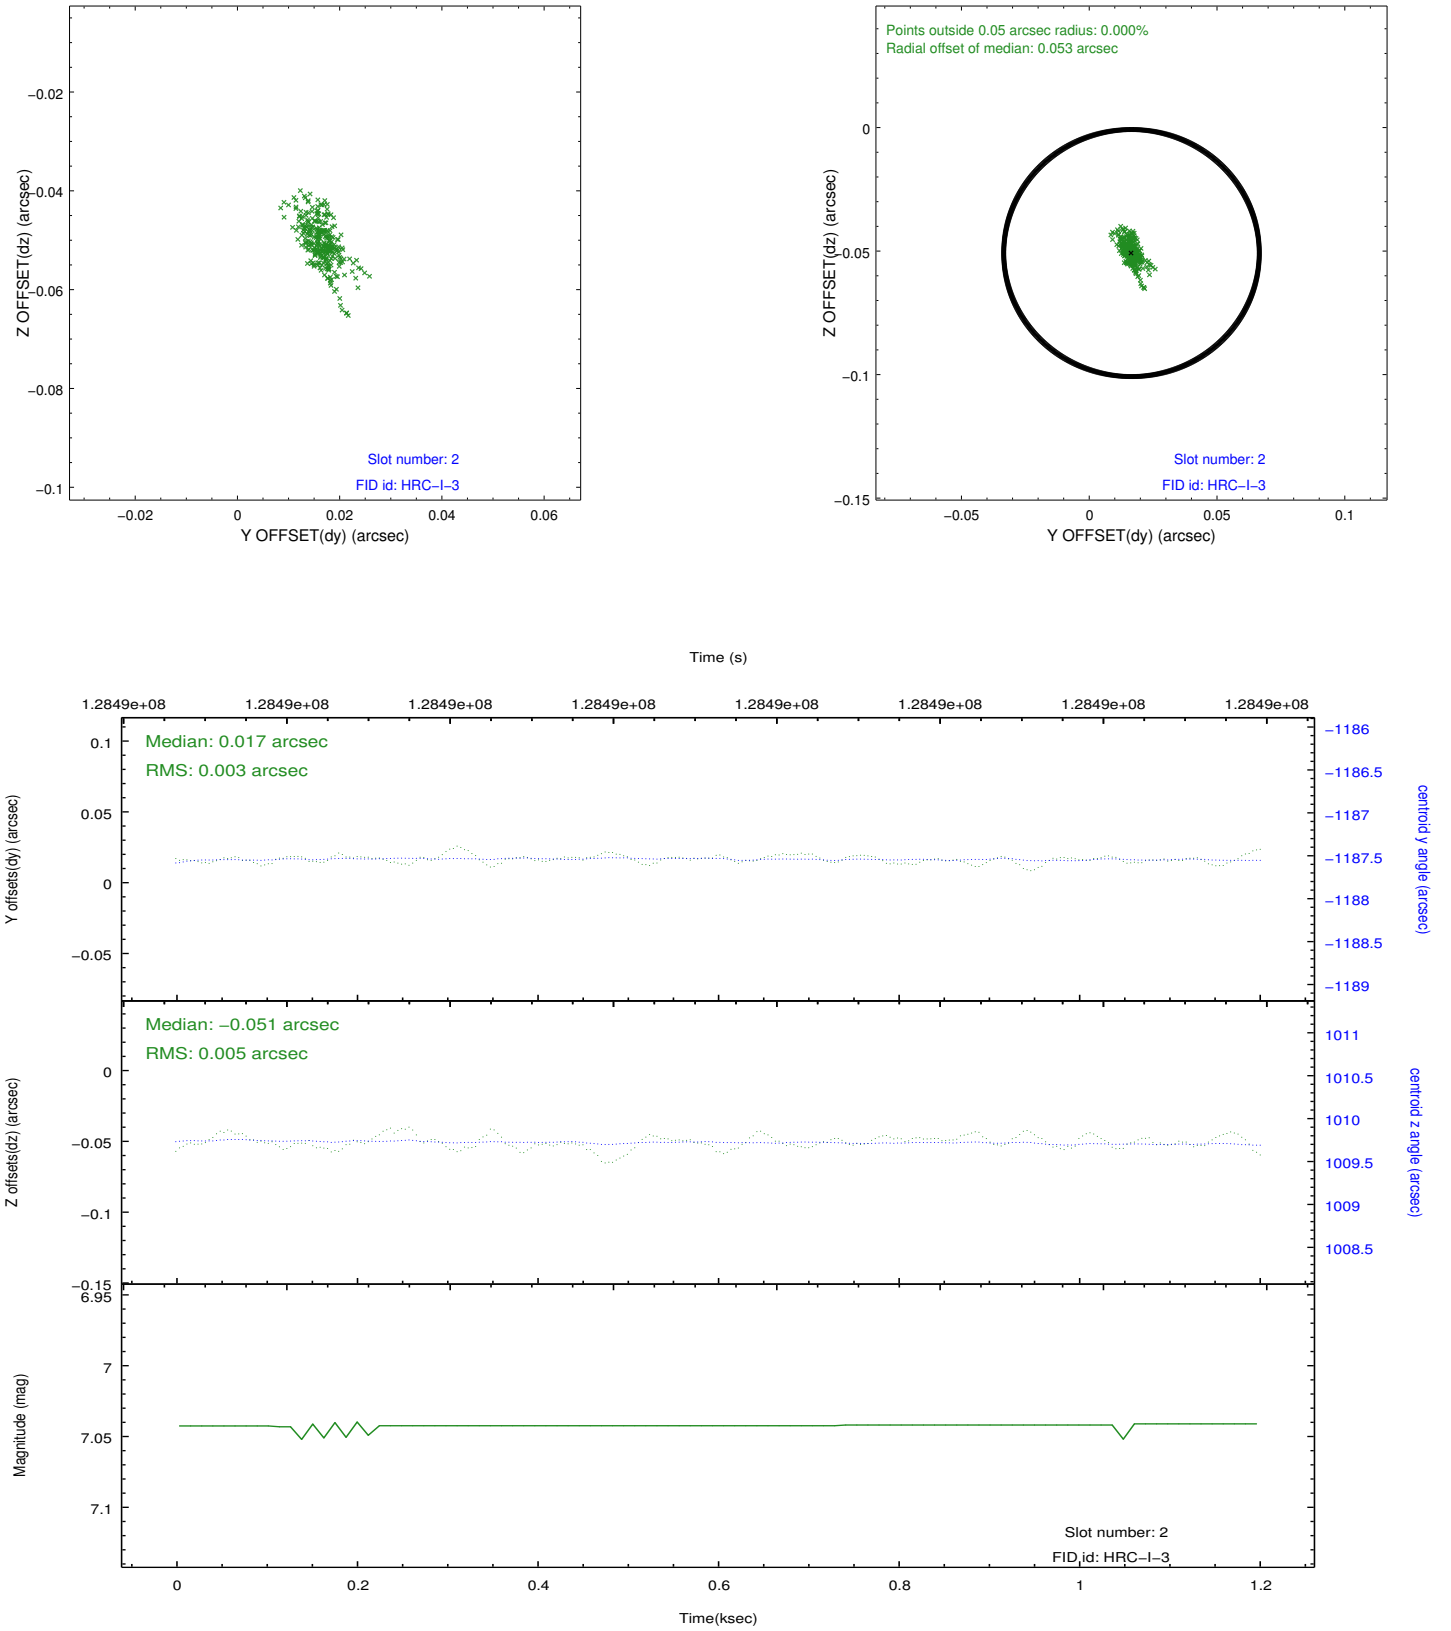 −0.02
−0.04
−0.06
−0.08
−0.1
Z OFFSET(dz) (arcsec)
Slot number: 2
FID id: HRC−I−3
−0.02 0 0.02 0.04 0.06
Y OFFSET(dy) (arcsec)
Points outside 0.05 arcsec radius: 0.000%
Radial offset of median: 0.053 arcsec
0
−0.05
−0.1
−0.15
Z OFFSET(dz) (arcsec)
Slot number: 2
FID id: HRC−I−3
−0.05 0 0.05 0.1
Y OFFSET(dy) (arcsec)
Time (s)
1.2849e+08 1.2849e+08 1.2849e+08 1.2849e+08 1.2849e+08 1.2849e+08 1.2849e+08 1.2849e+08
Median: 0.017 arcsec
RMS: 0.003 arcsec
0.1
0.05
0
−0.05
Y offsets(dy) (arcsec)
−1186
−1186.5
−1187
−1187.5
−1188
−1188.5
−1189
centroid y angle (arcsec)
Median: −0.051 arcsec
RMS: 0.005 arcsec
0
−0.05
−0.1
−0.15
Z offsets(dz) (arcsec)
1011
1010.5
1010
1009.5
1009
1008.5
centroid z angle (arcsec)
6.95
7
7.05
7.1
Magnitude (mag)
Slot number: 2
FID id: HRC−I−3
0 0.2 0.4 0.6 0.8 1 1.2
Time(ksec)